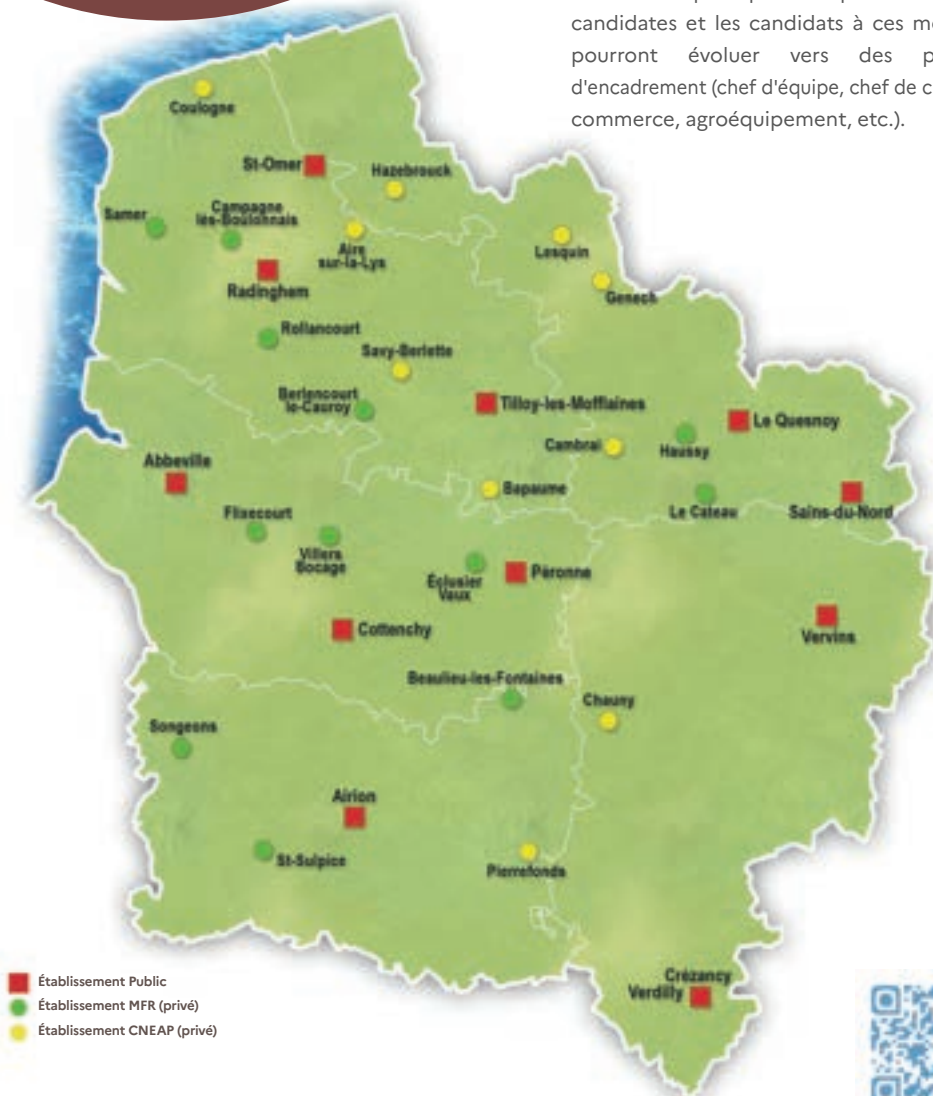 candidates et les candidats à ces
pourront évoluer vers des
d'encadrement (chef d'équipe, chef de
commerce, agroéquipement, etc.).
Coulogne
St-Omer
Hazebrouck
Samer
Campagne
lès-Boulonnais
Aire
sur-la-Lys
Lesquin
Radingham
Genech
Rollancourt
Savy-Berlette
Berlencourt
le-Cauroy
Tilloy-les-Mofflaines
Le Quesnoy
Cambrai
Haussy
Abbeville
Bapaume
Le Cateau
Sains-du-Nord
Flixecourt
Villers
Bocage
Éclusier
Vaux
Péronne
Cottenchy
Vervins
Beaulieu-les-Fontaines
Chauny
Songeons
Airion
St-Sulpice
Pierrefonds
Crézancy
Verdilly
Établissement Public
Établissement MFR (privé)
Établissement CNEAP (privé)